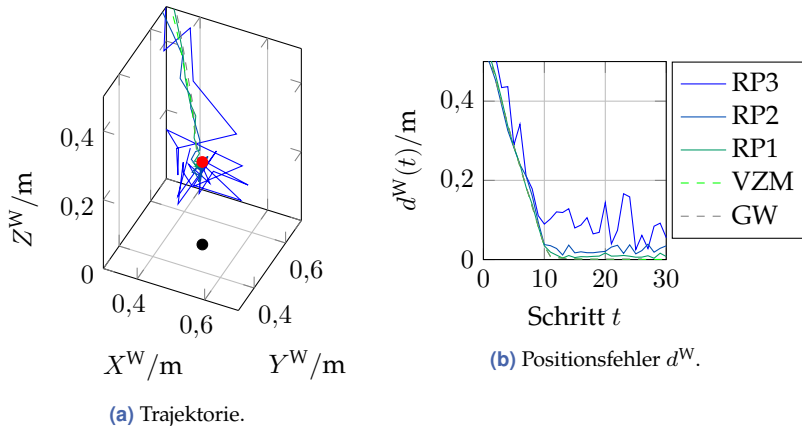 0,4
0,2
0
Z^W/m
0,4
0,6
X^W/m
0,4
0,6
Y^W/m
(a) Trajektorie.
0,4
0,2
0
d^W(t)/m
0 10 20 30
Schritt t
RP3
RP2
RP1
VZM
GW
(b) Positionsfehler d^W.